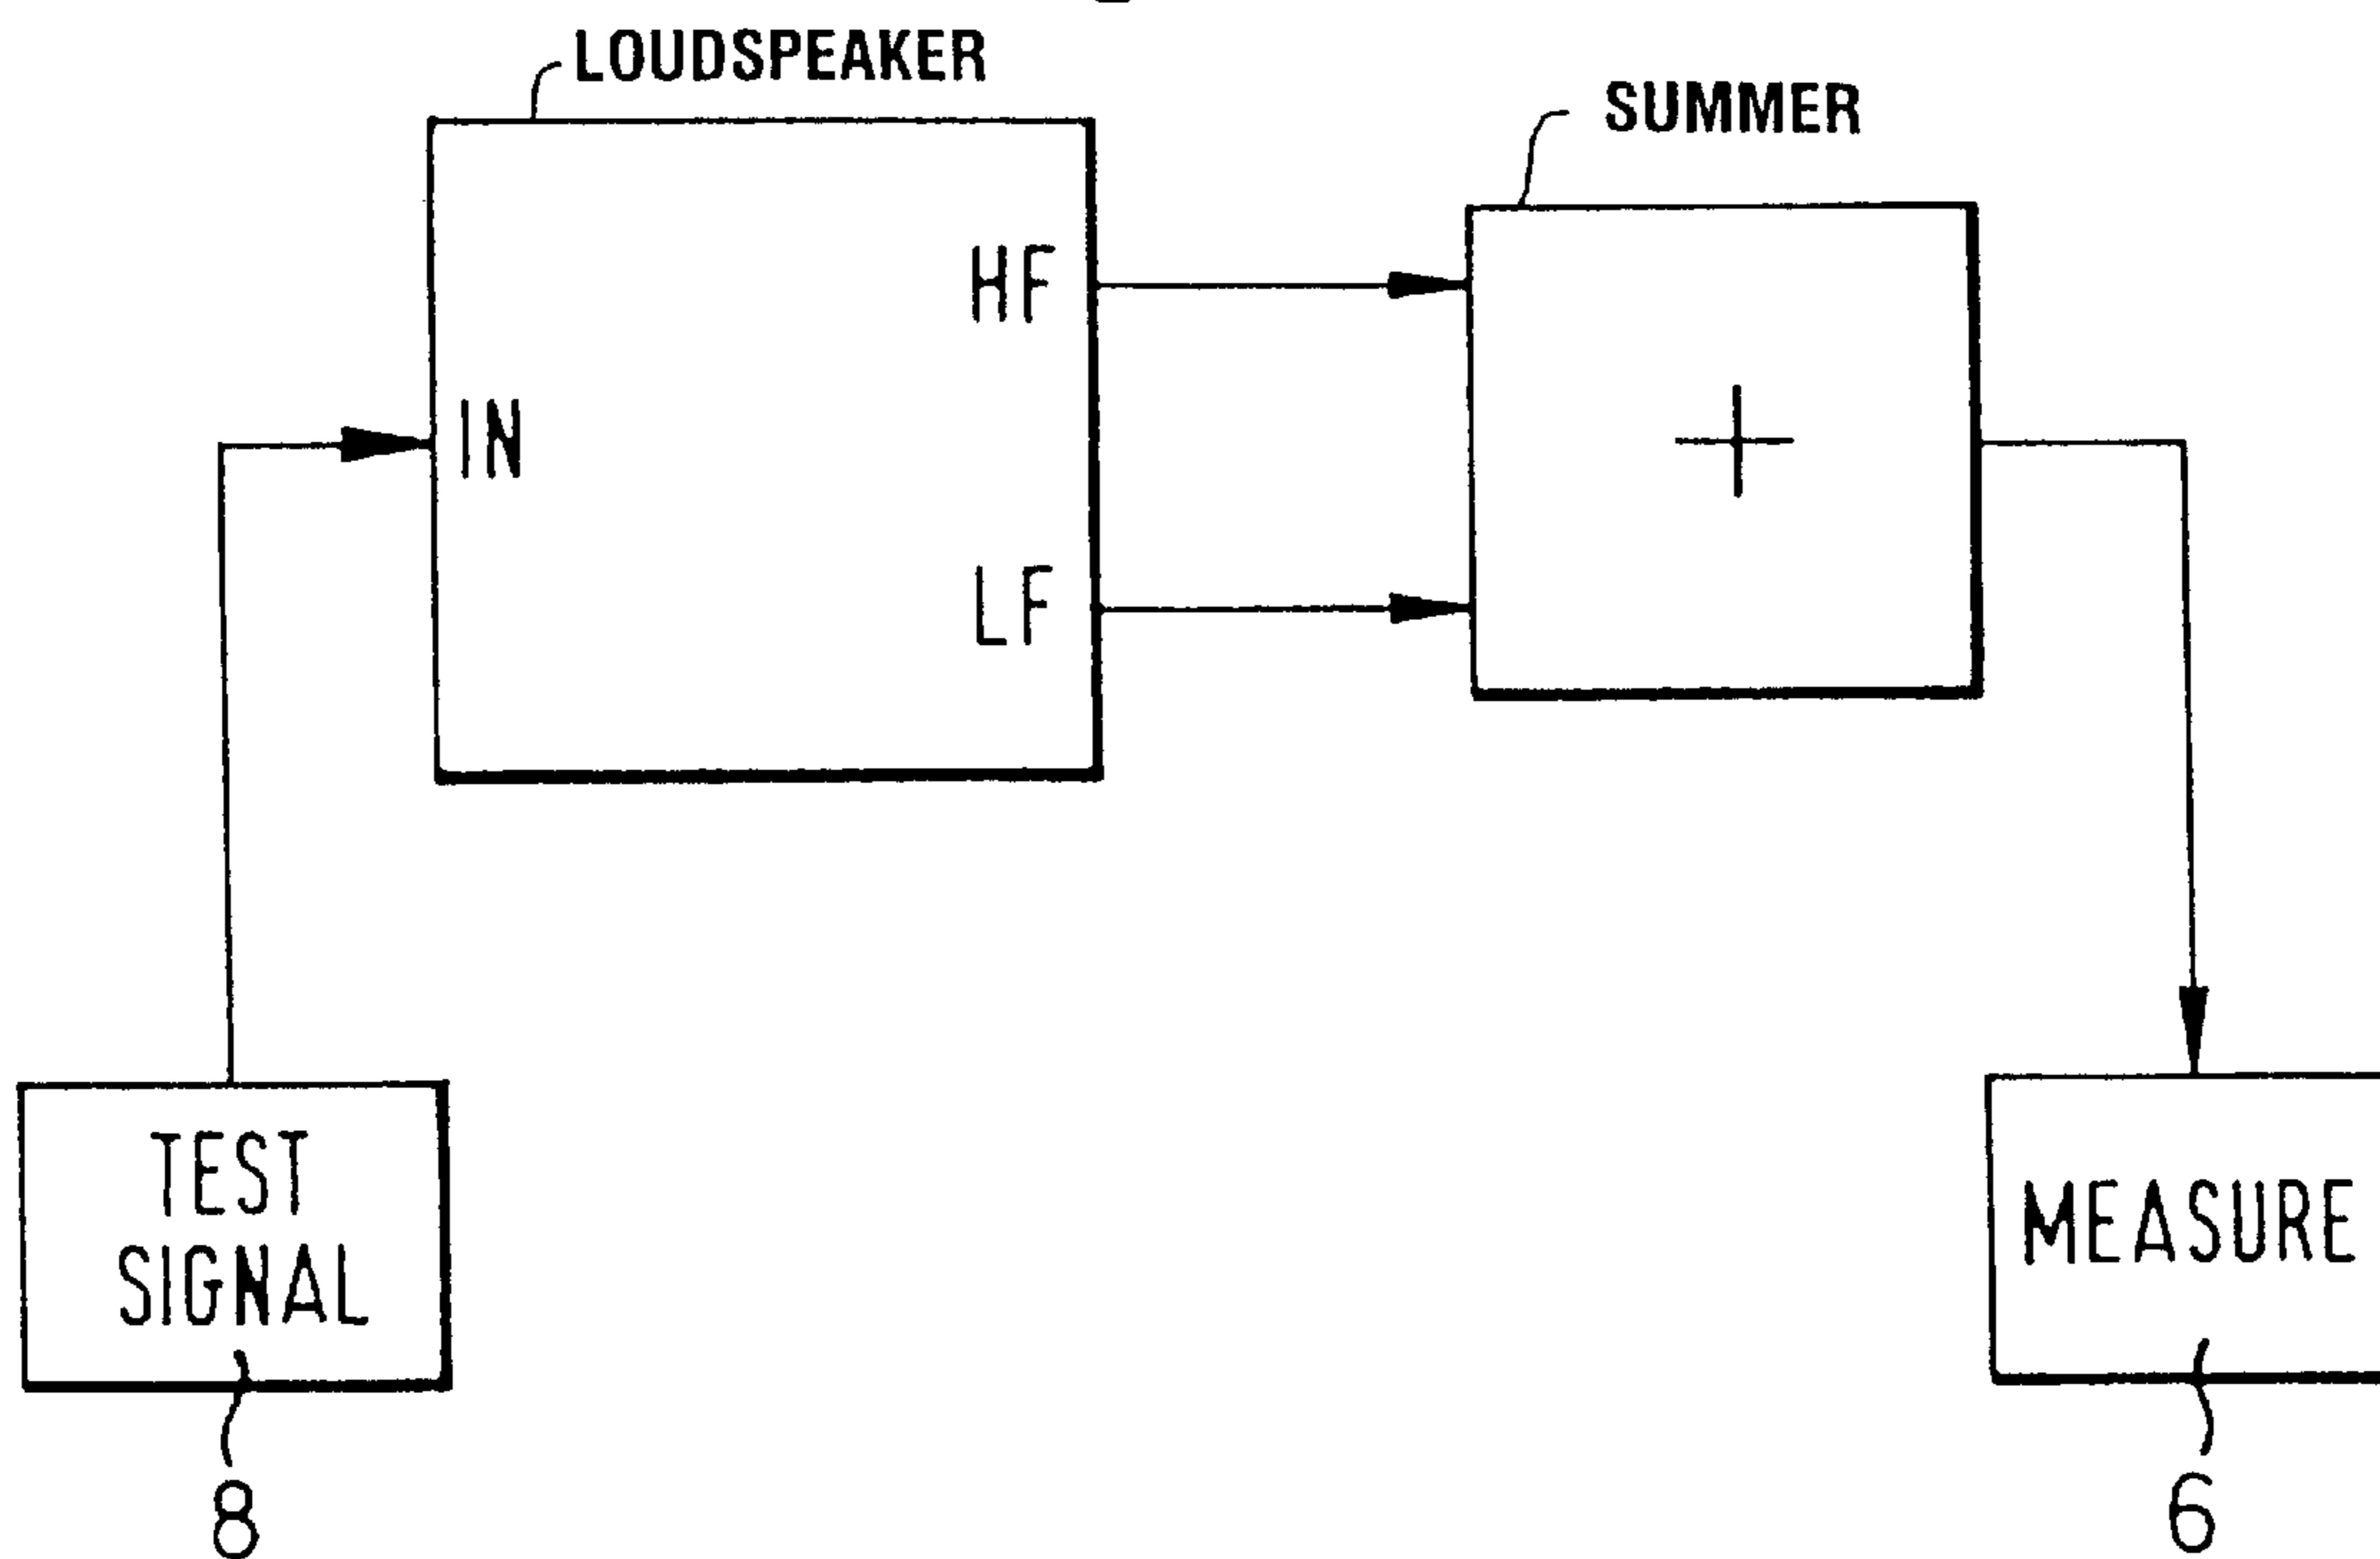 LOUDSPEAKER
SUMMER
HF
IN
+
LF
TEST
SIGNAL
MEASURE
8
6